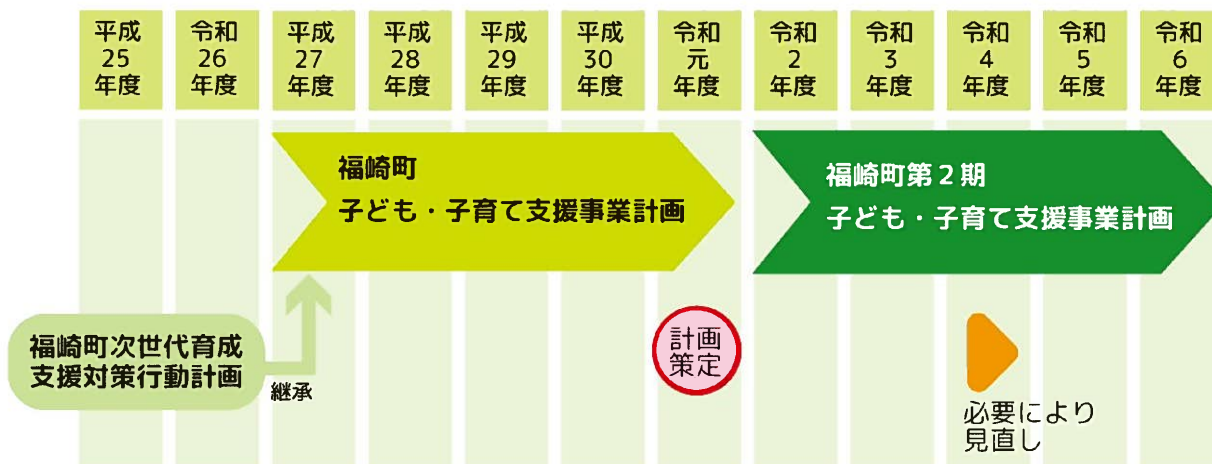 平成
25
年度
令和
26
年度
平成
27
年度
平成
28
年度
平成
29
年度
平成
30
年度
令和
元
年度
令和
2
年度
令和
3
年度
令和
4
年度
令和
5
年度
令和
6
年度
福崎町
子ども・子育て支援事業計画
福崎町第2期
子ども・子育て支援事業計画
福崎町次世代育成
支援対策行動計画
継承
計画
策定
必要により
見直し